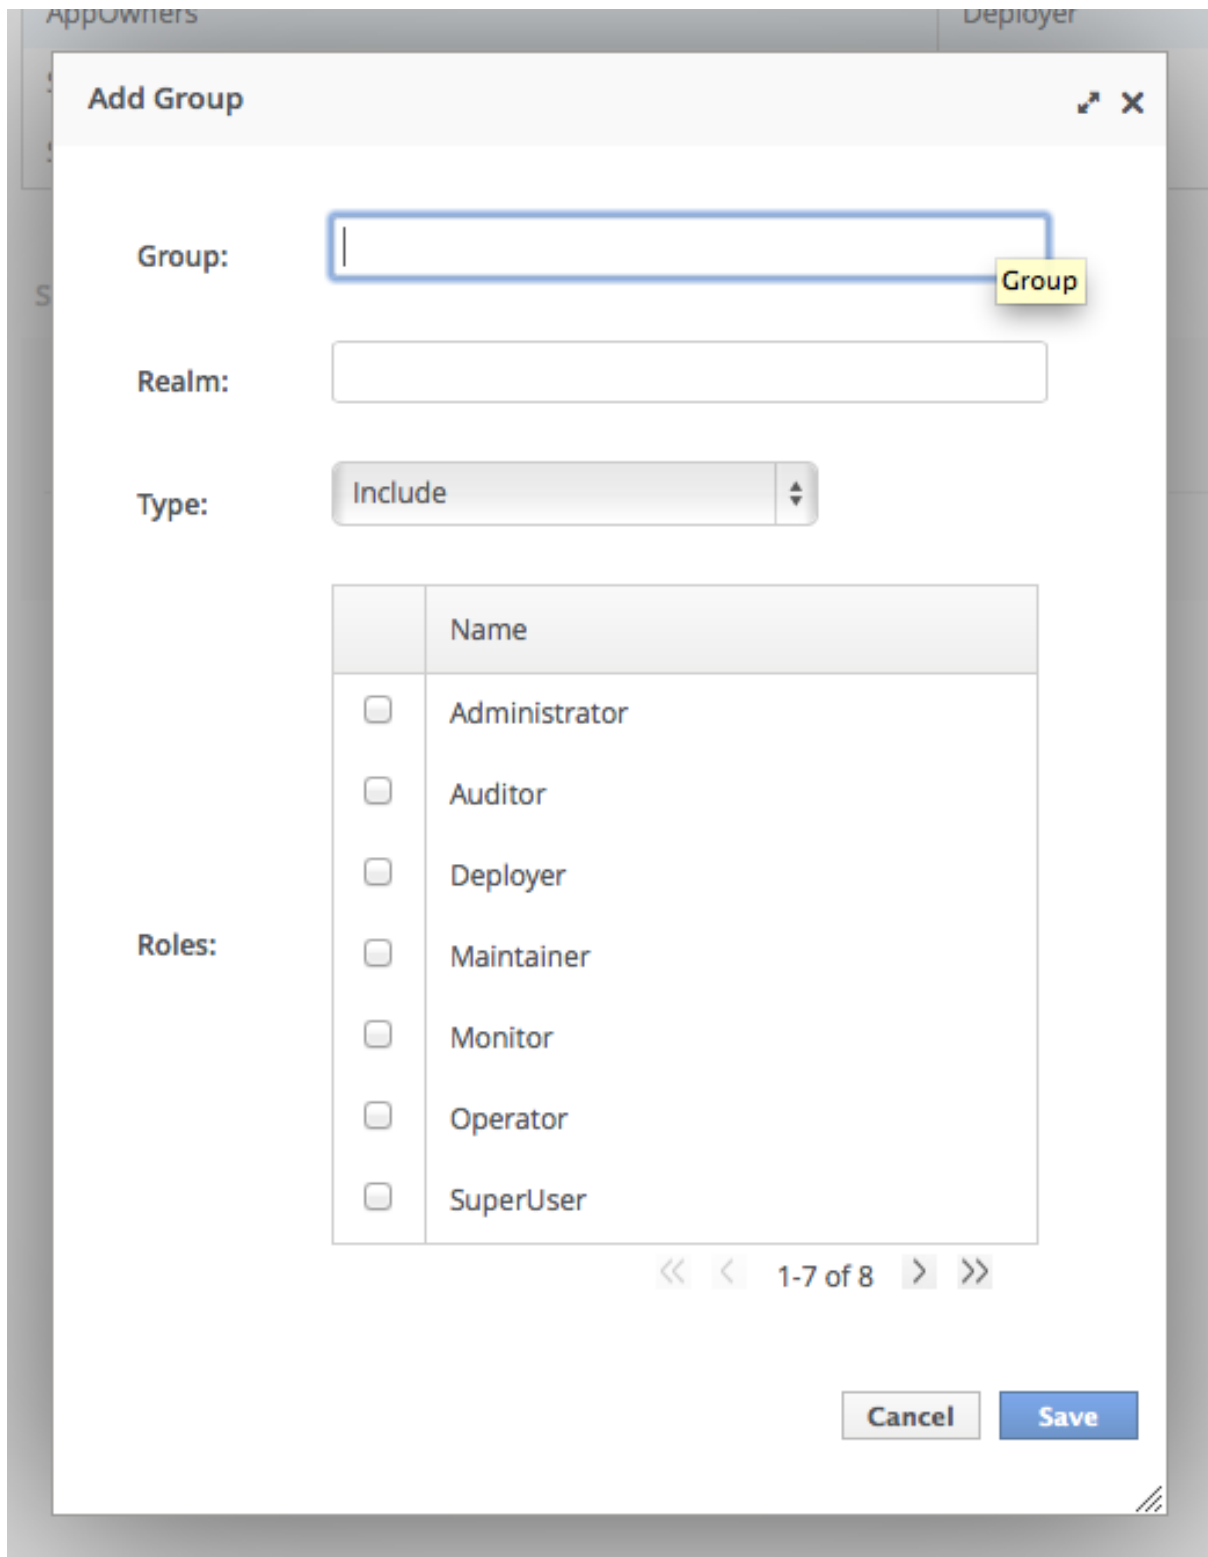 AppOwners Deployer
Add Group
Group:
Group
Realm:
Type: Include
Name
Administrator
Auditor
Deployer
Roles: Maintainer
Monitor
Operator
SuperUser
1-7 of 8
Cancel Save